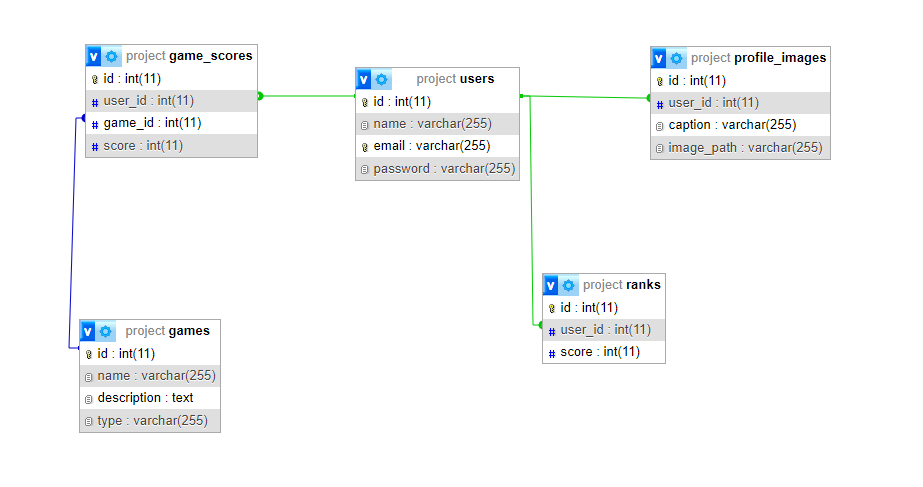 project game_scores
id : int(11)
user_id : int(11)
game_id : int(11)
score : int(11)
project users
id : int(11)
name : varchar(255)
email : varchar(255)
password : varchar(255)
project profile_images
id : int(11)
user_id : int(11)
caption : varchar(255)
image_path : varchar(255)
project games
id : int(11)
name : varchar(255)
description : text
type : varchar(255)
project ranks
id : int(11)
user_id : int(11)
score : int(11)